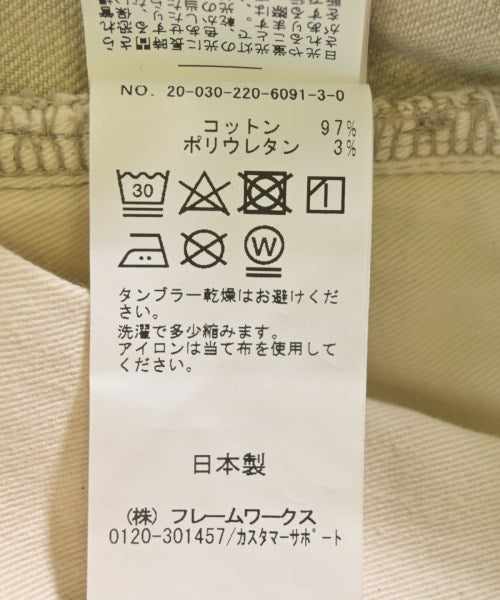 NO. 20-030-220-6091-3-0
コットン 97%
ポリウレタン 3%
30
W
タンブラー乾燥はお避けくだ
さい。
洗濯で多少縮みます。
アイロンは当て布を使用して
ください。
日本製
(株) フレームワークス
0120-301457/カスタマーサポート